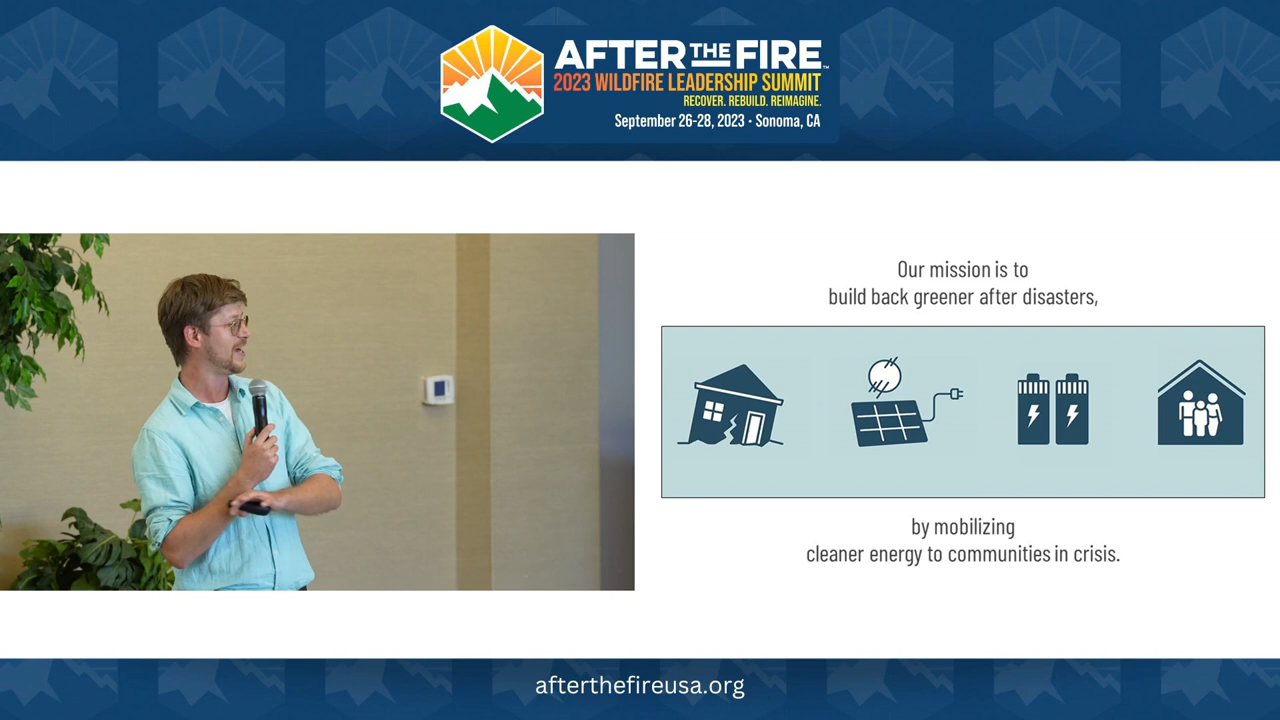 AFTER THE FIRE™
2023 WILDFIRE LEADERSHIP SUMMIT
RECOVER. REBUILD. REIMAGINE.
September 26-28, 2023 • Sonoma, CA
Our mission is to
build back greener after disasters,
by mobilizing
cleaner energy to communities in crisis.
afterthefireusa.org